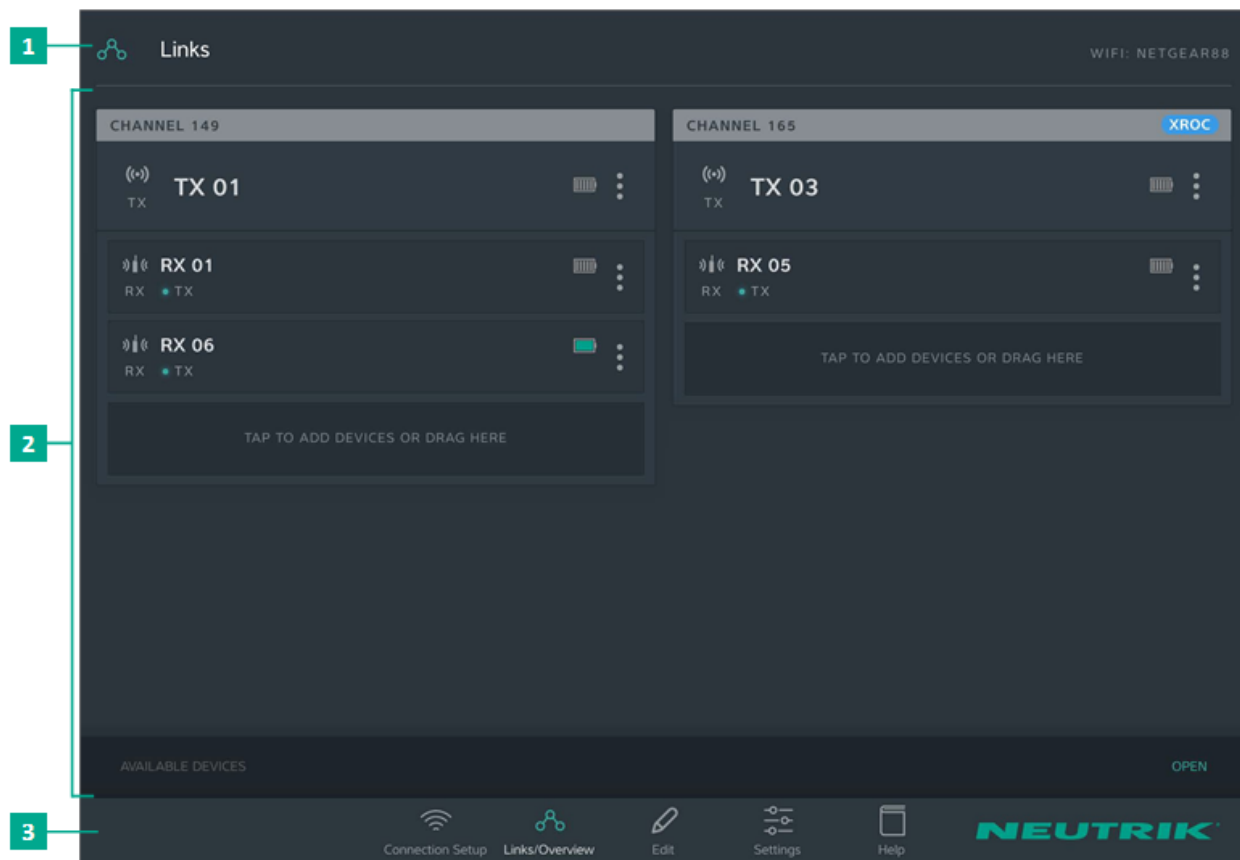 1
Links
WIFI: NETGEAR88
CHANNEL 149
TX 01
TX
RX 01
RX TX
RX 06
RX TX
TAP TO ADD DEVICES OR DRAG HERE
CHANNEL 165 XROC
TX 03
TX
RX 05
RX TX
TAP TO ADD DEVICES OR DRAG HERE
2
AVAILABLE DEVICES OPEN
3
Connection Setup Links/Overview Edit Settings Help
NEUTRIK